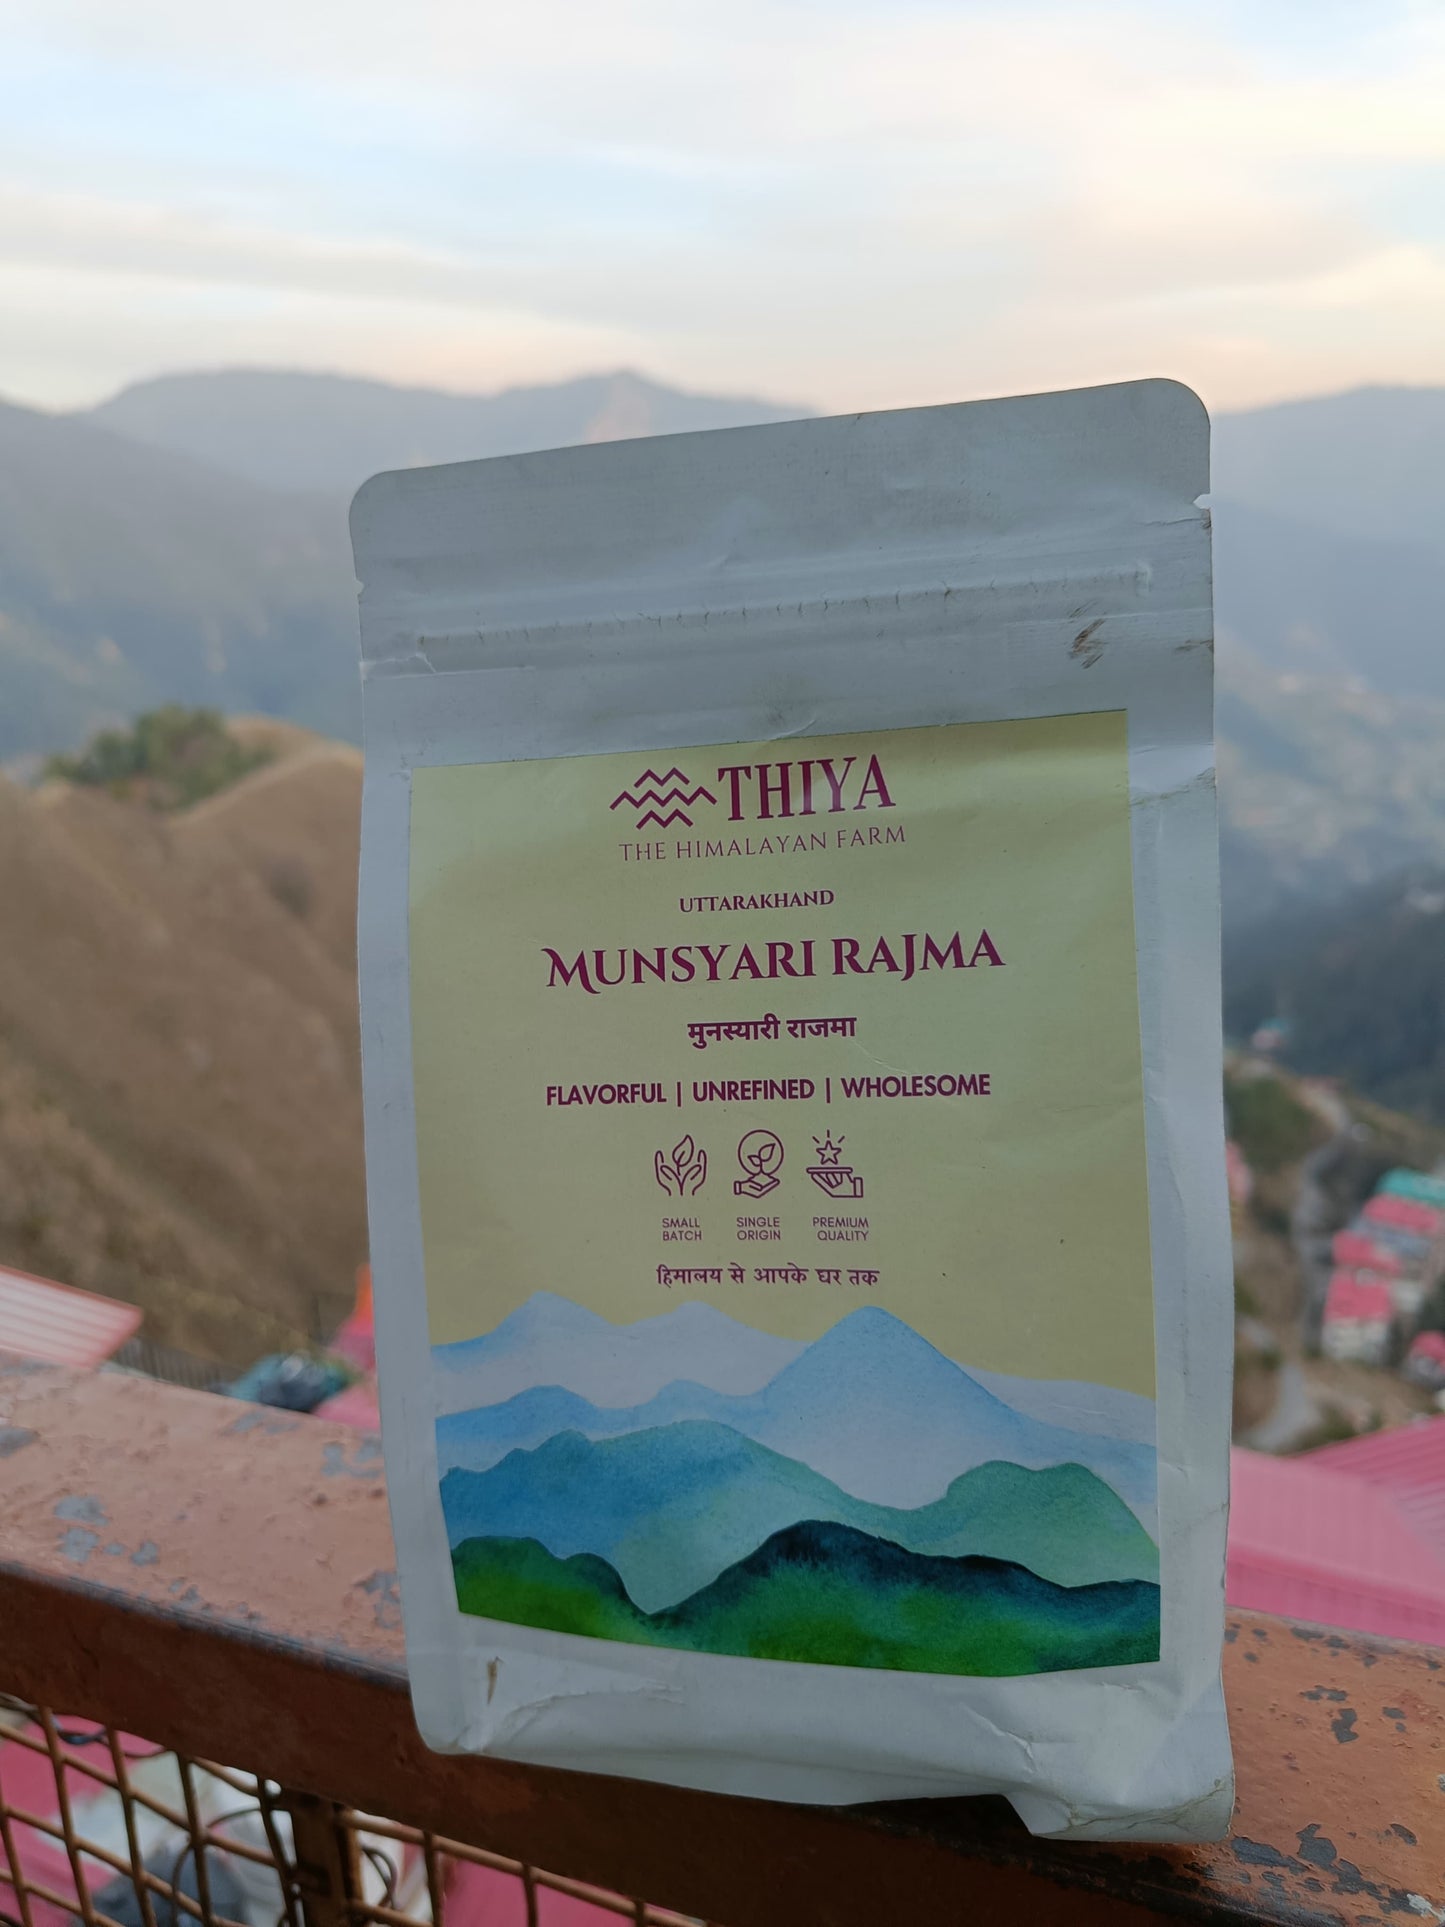 THIYA
THE HIMALAYAN FARM
UTTARAKHAND
MUNSYARI RAJMA
मुनस्यारी राजमा
FLAVORFUL | UNREFINED | WHOLESOME
SMALL BATCH
SINGLE ORIGIN
PREMIUM QUALITY
हिमालय से आपके घर तक